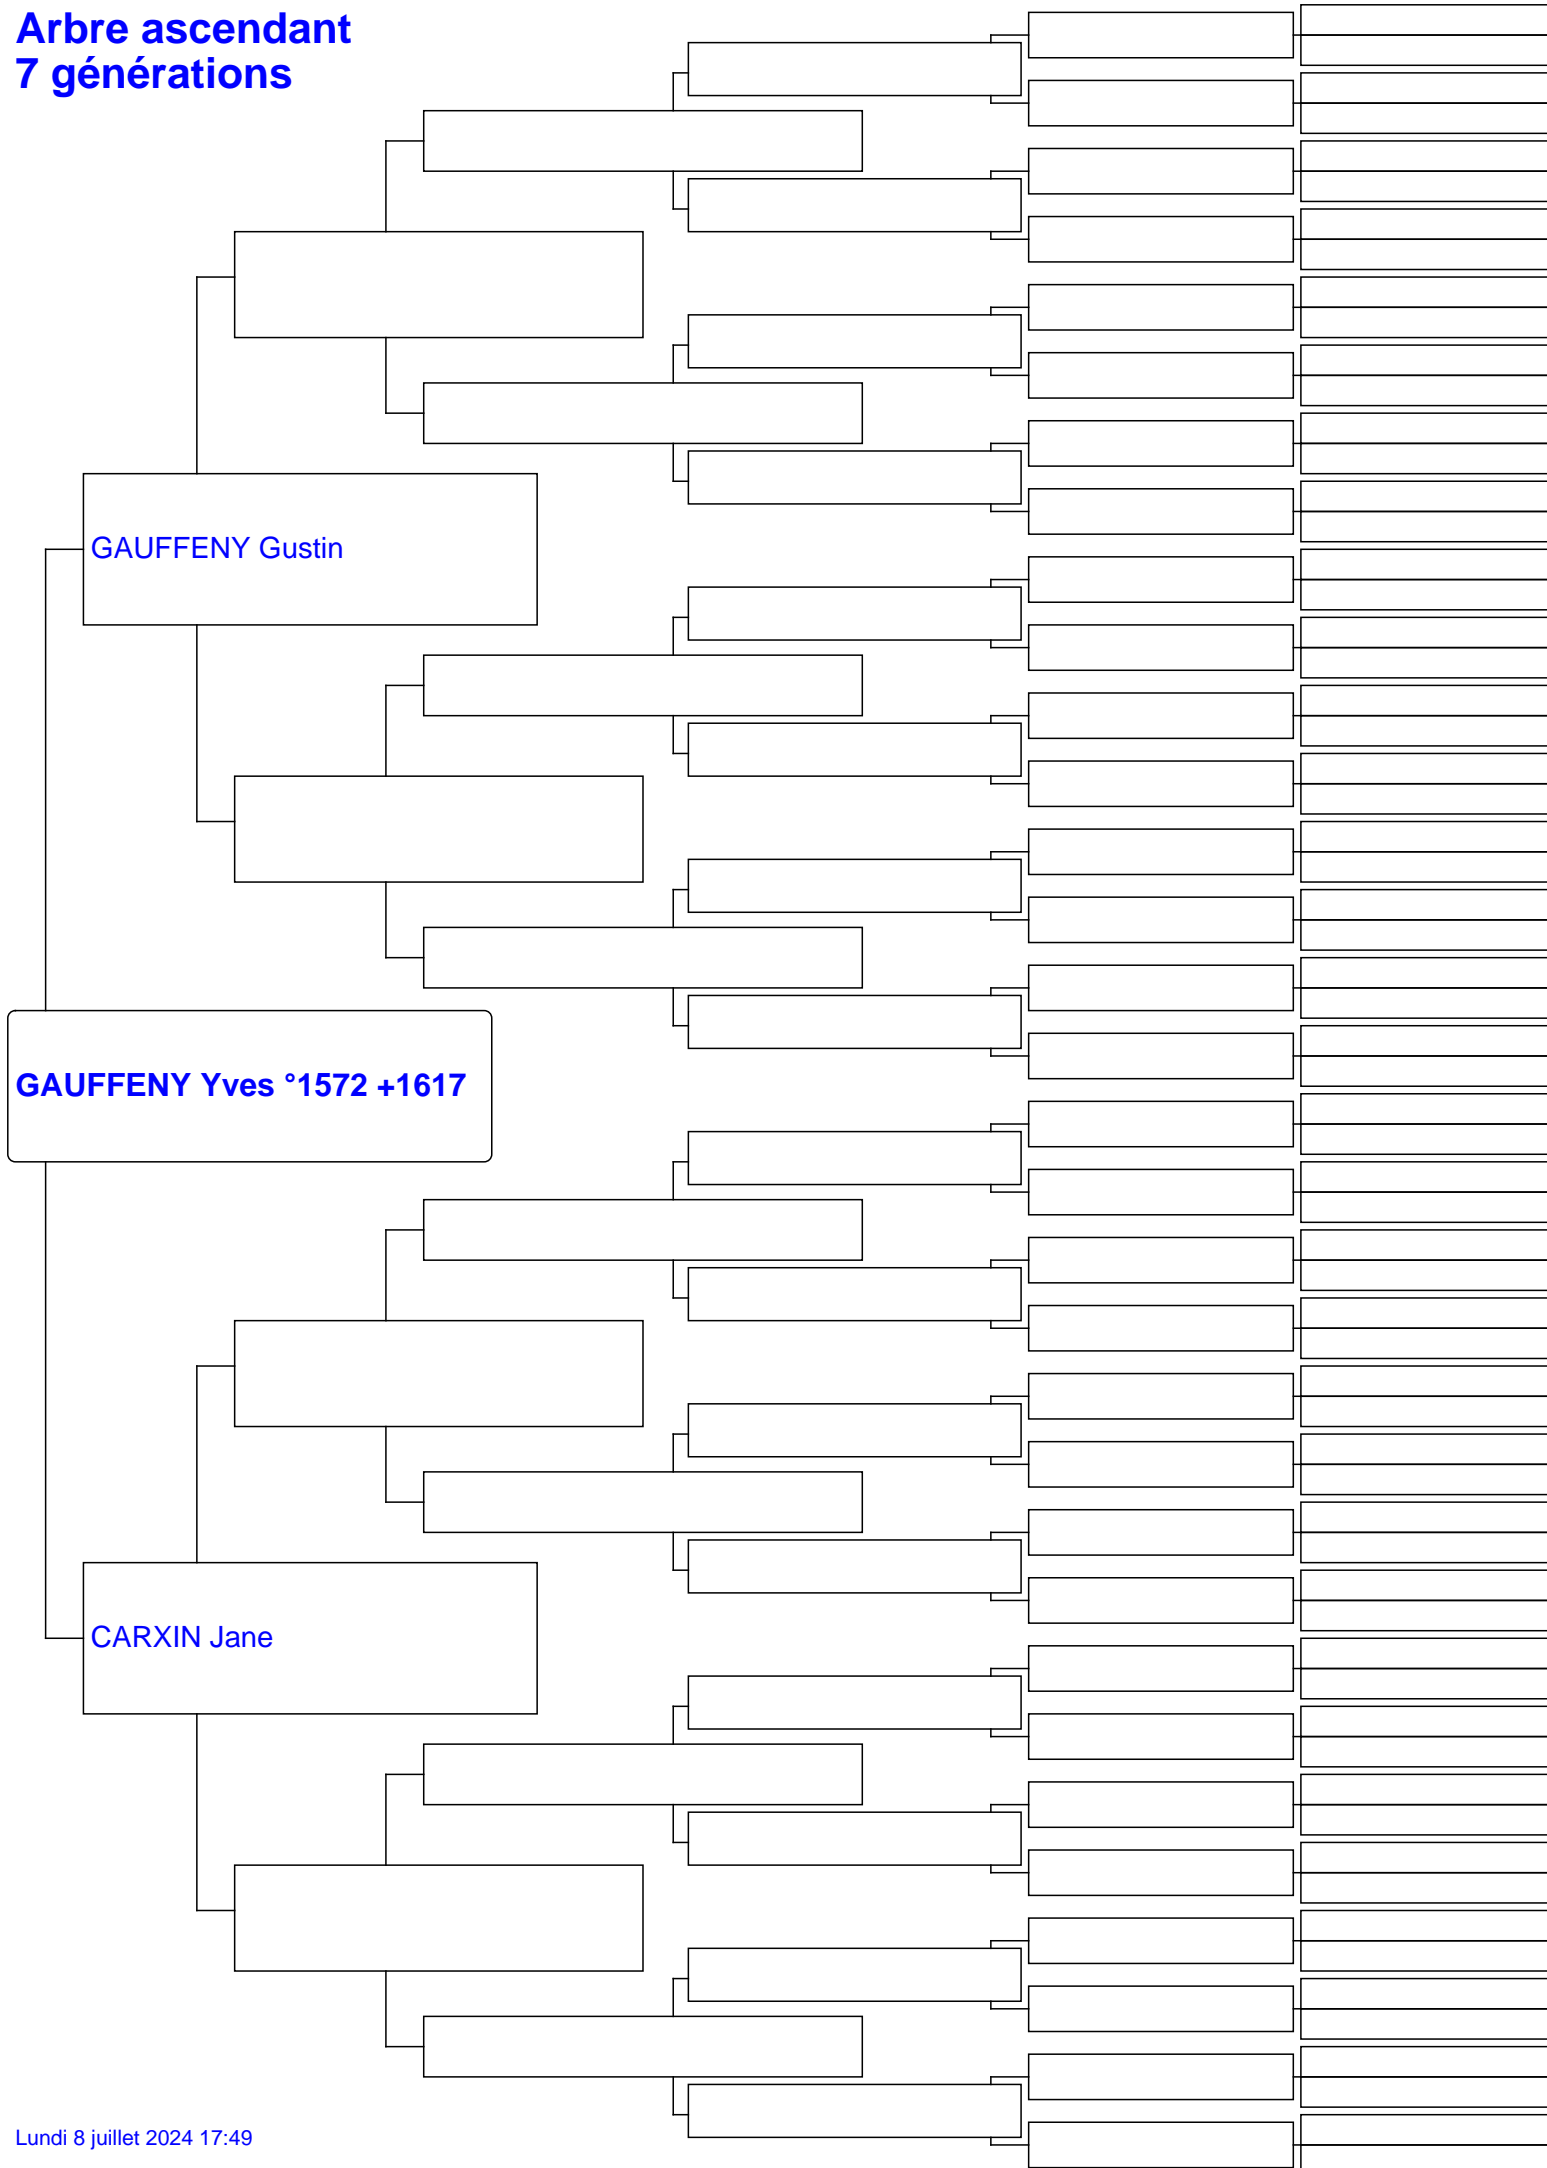 Arbre ascendant
7 générations
GAUFFENY Gustin
GAUFFENY Yves °1572 +1617
CARXIN Jane
Lundi 8 juillet 2024 17:49